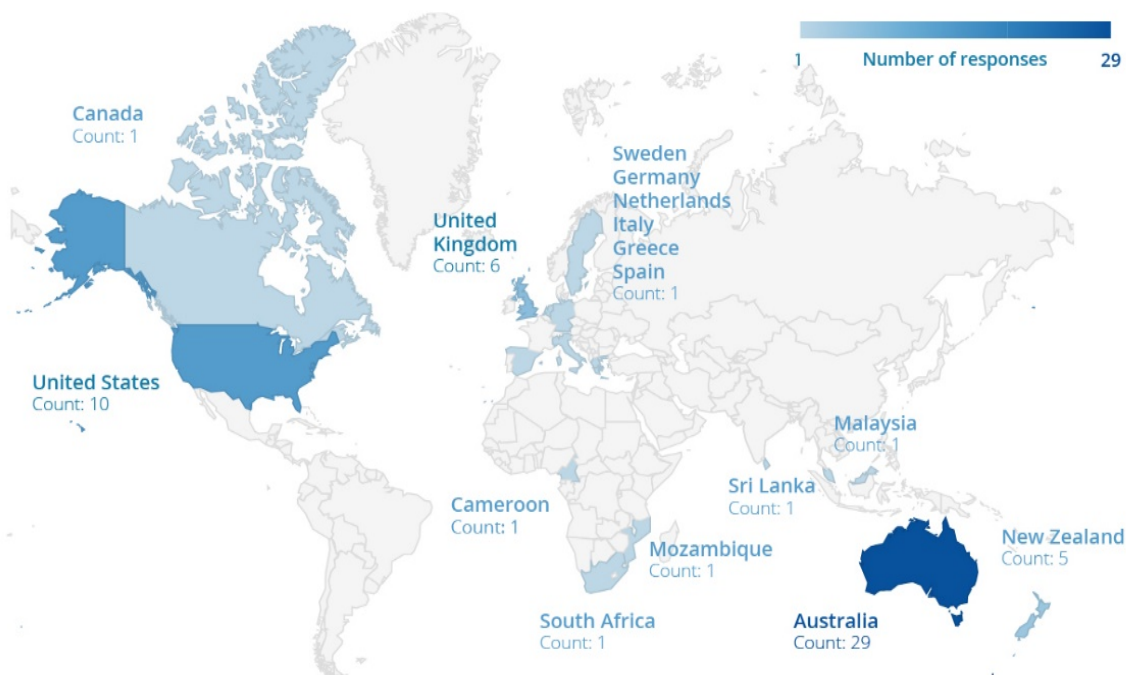 1
Number of responses
29
Canada
Count: 1
Sweden
Germany
Netherlands
Italy
Greece
Spain
Count: 1
United
Kingdom
Count: 6
United States
Count: 10
Malaysia
Count: 1
Sri Lanka
Count: 1
Cameroon
Count: 1
Mozambique
Count: 1
New Zealand
Count: 5
South Africa
Count: 1
Australia
Count: 29